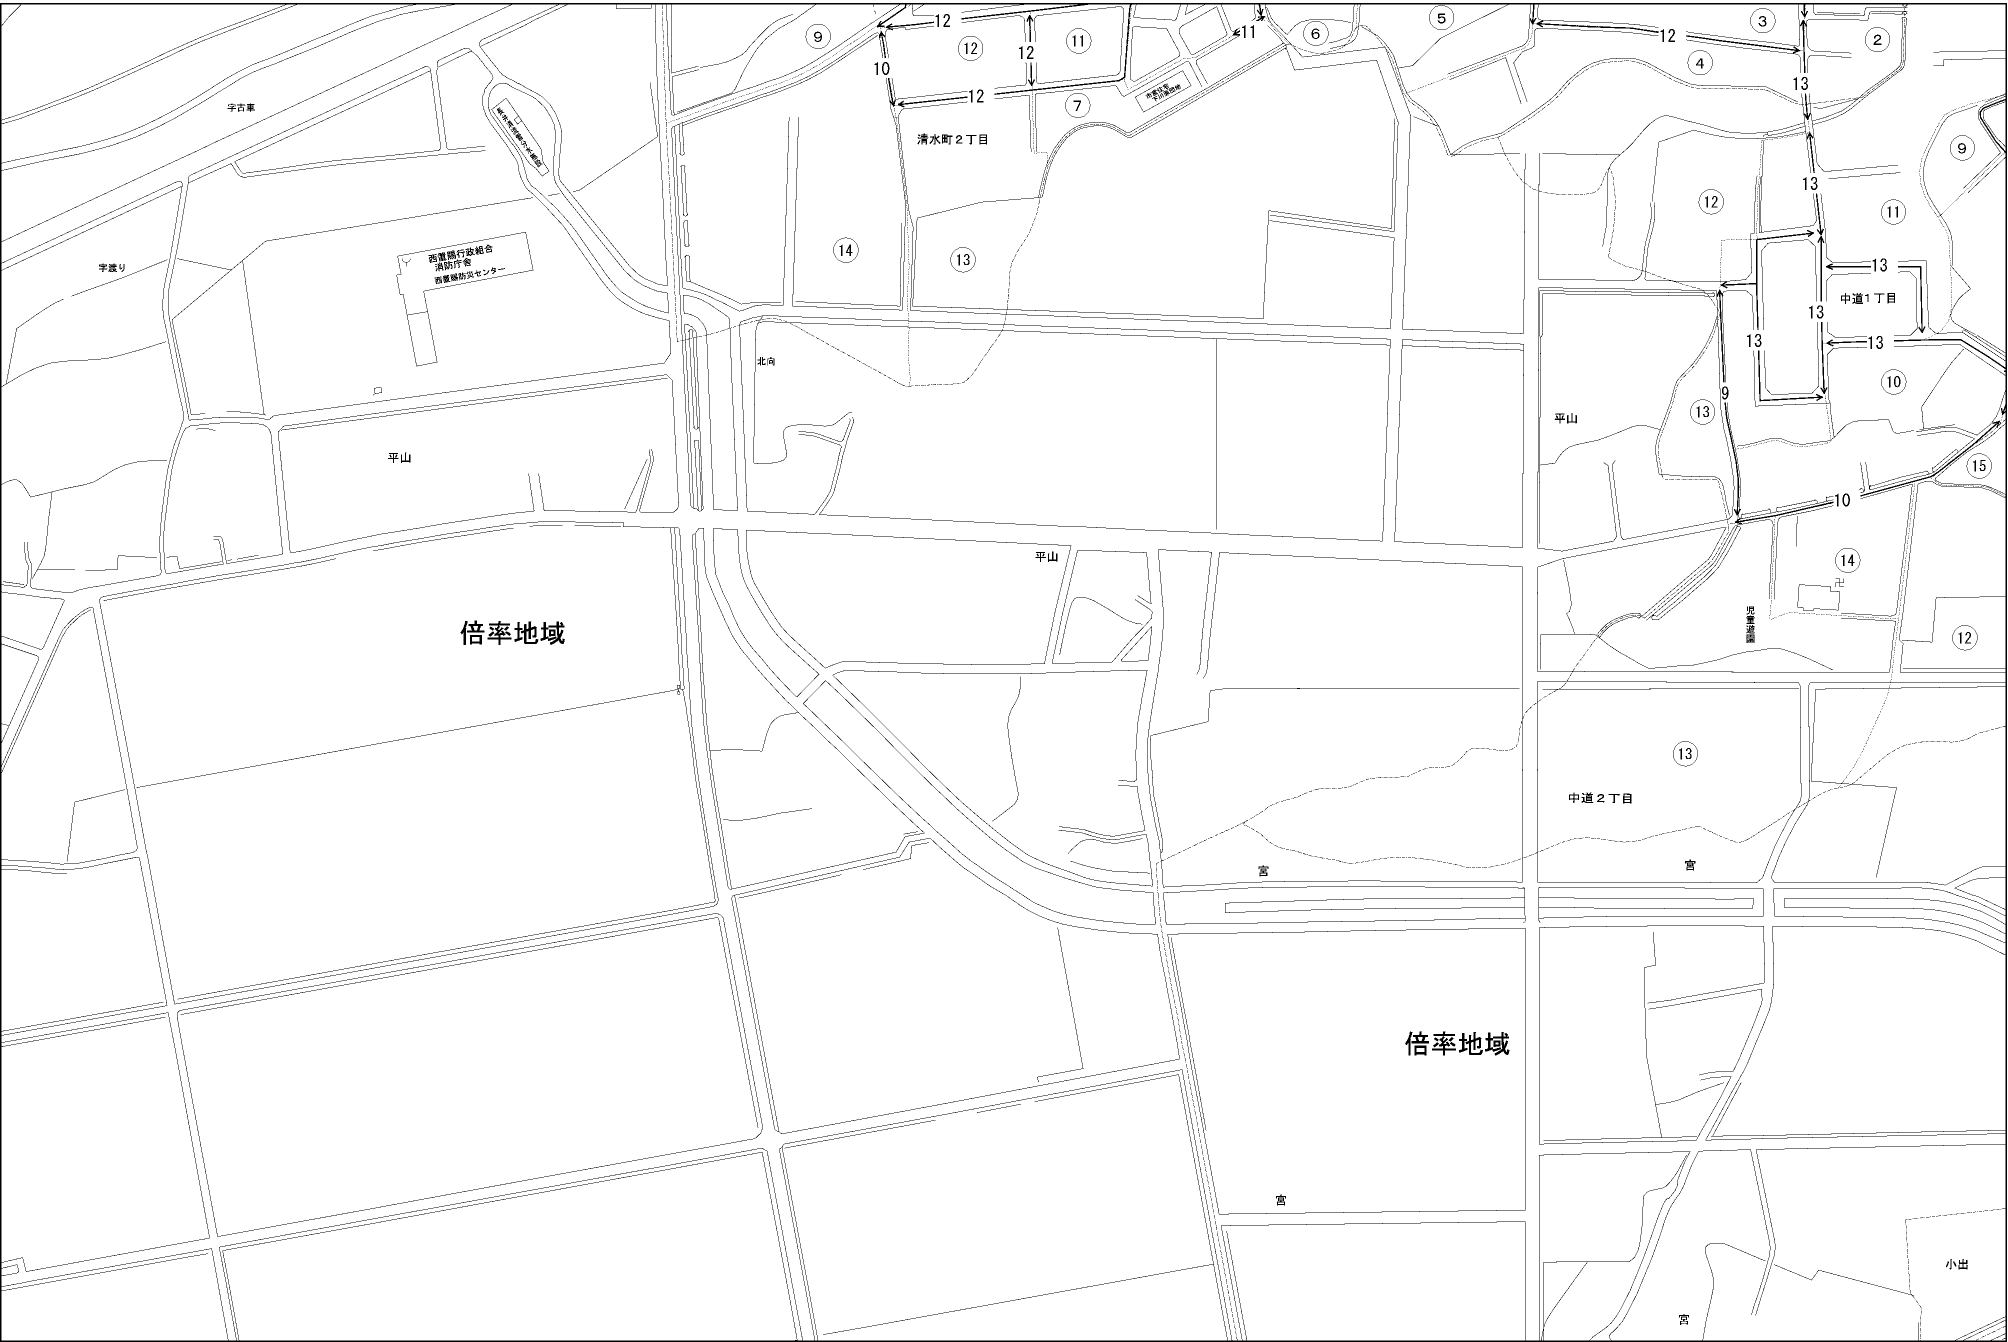 ⑨
12
⑫
12
⑪
11
⑥
⑤
12
③
②
④
10
12
⑦
13
字古車
清水町２丁目
⑨
13
⑫
⑪
西置賜行政組合
消防庁舎
西置賜防災センター
字渡り
⑭
⑬
13
中道1丁目
13
13
13
北向
⑩
9
⑬
平山
平山
⑮
10
平山
⑭
卍
児童遊園
⑫
倍率地域
⑬
中道２丁目
宮
宮
倍率地域
宮
小出
宮